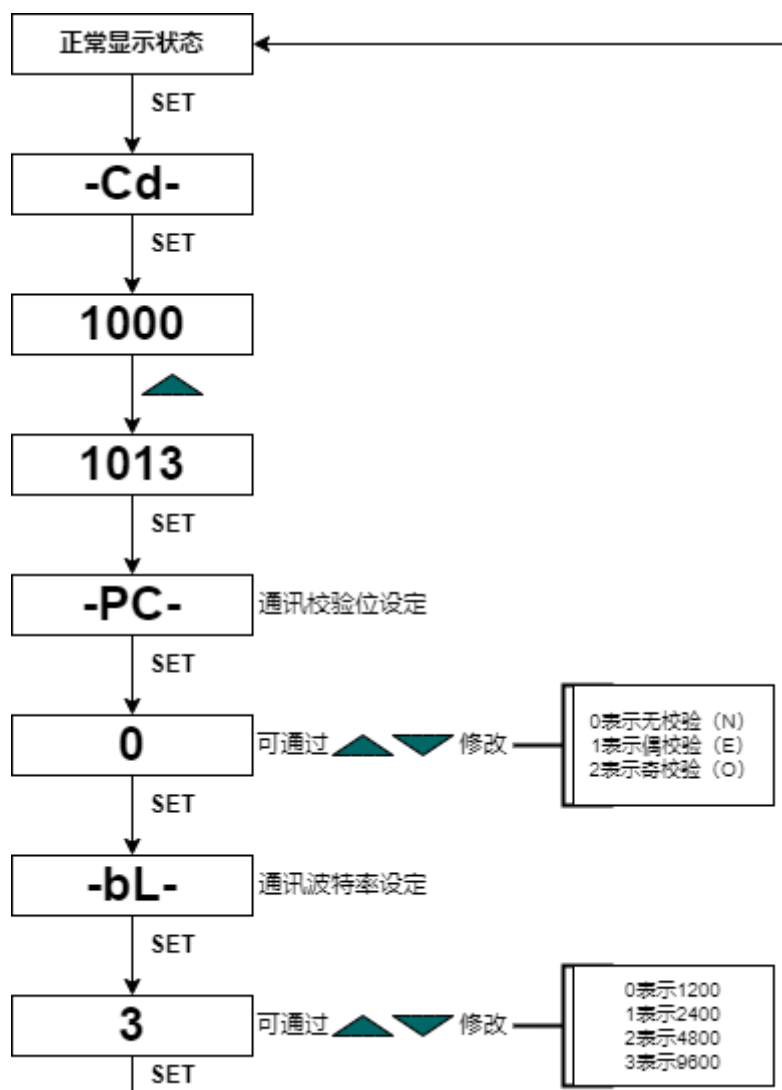 正常显示状态
SET
-Cd-
SET
1000
1013
SET
-PC-
通讯校验位设定
SET
0
可通过 修改
0表示无校验（N）
1表示偶校验（E）
2表示奇校验（O）
SET
-bL-
通讯波特率设定
SET
3
可通过 修改
0表示1200
1表示2400
2表示4800
3表示9600
SET